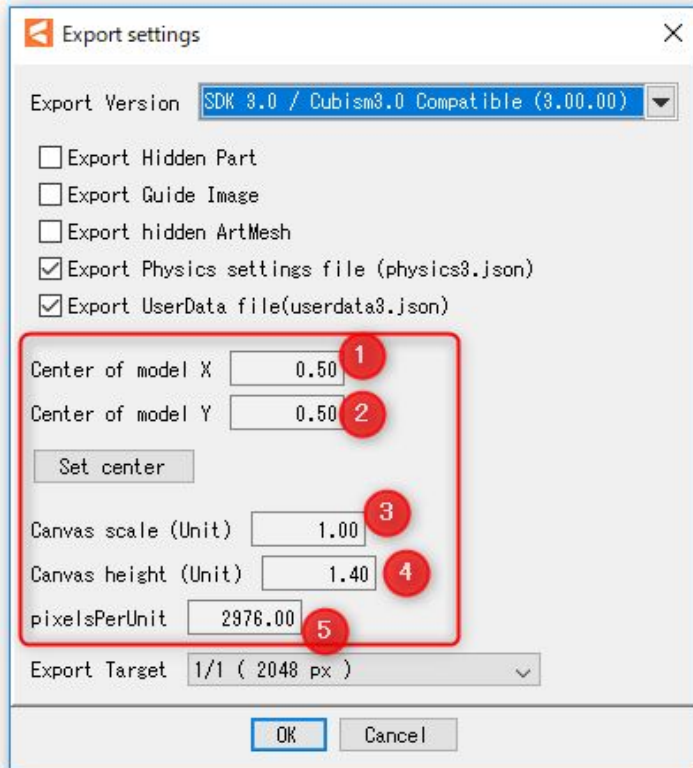 Export settings
Export Version SDK 3.0 / Cubism3.0 Compatible (3.00.00)
Export Hidden Part
Export Guide Image
Export hidden ArtMesh
Export Physics settings file (physics3.json)
Export UserData file(userdata3.json)
Center of model X 0.50 1
Center of model Y 0.50 2
Set center
Canvas scale (Unit) 1.00 3
Canvas height (Unit) 1.40 4
pixelsPerUnit 2976.00 5
Export Target 1/1 ( 2048 px )
OK Cancel